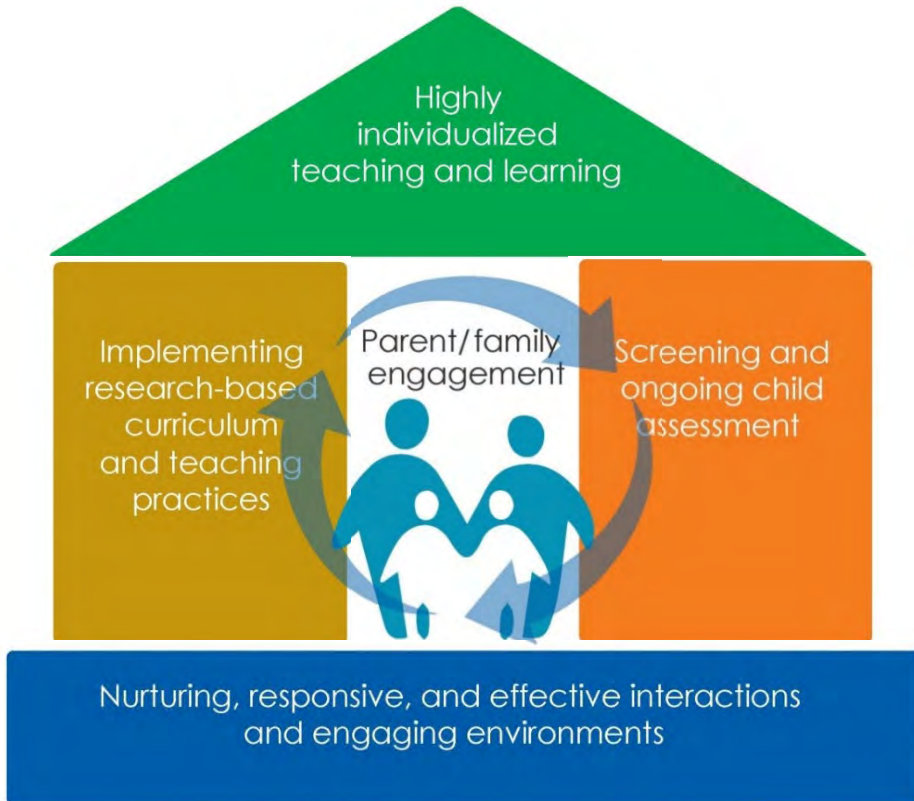 Highly
individualized
teaching and learning
Implementing
research-based
curriculum
and teaching
practices
Parent/family
engagement
Screening and
ongoing child
assessment
Nurturing, responsive, and effective interactions
and engaging environments